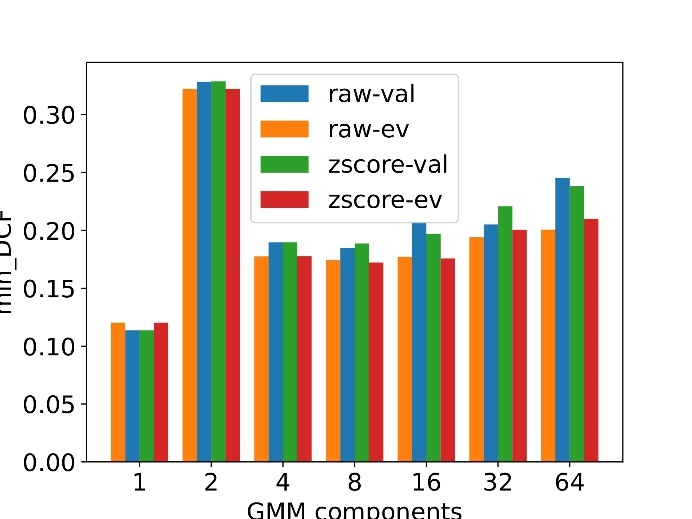 0.30
0.25
0.20
0.15
0.10
0.05
0.00
min_DCF
raw-val
raw-ev
zscore-val
zscore-ev
1 2 4 8 16 32 64
GMM components